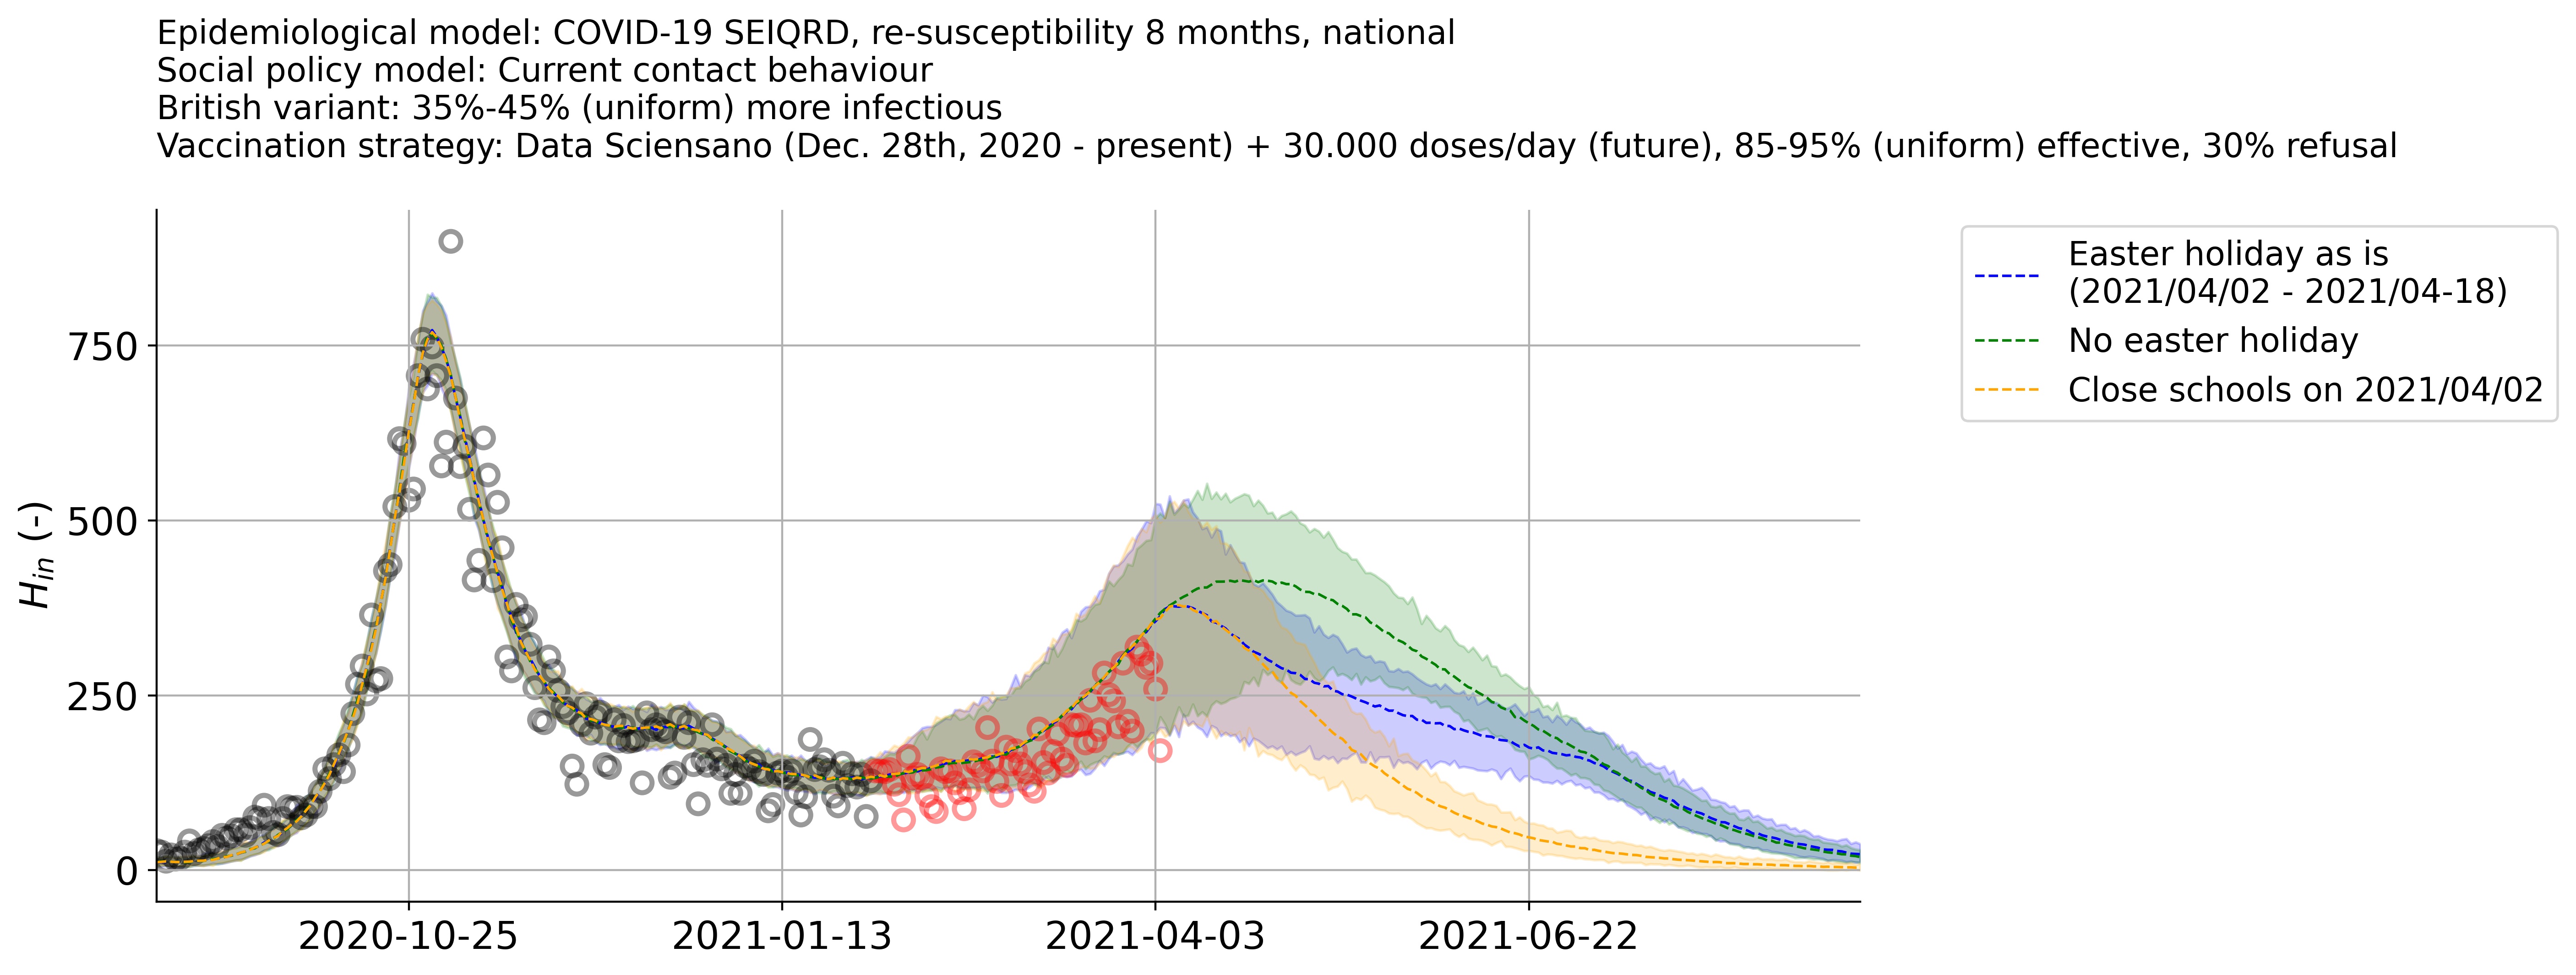 Epidemiological model: COVID-19 SEIQRD, re-susceptibility 8 months, national
Social policy model: Current contact behaviour
British variant: 35%-45% (uniform) more infectious
Vaccination strategy: Data Sciensano (Dec. 28th, 2020 - present) + 30.000 doses/day (future), 85-95% (uniform) effective, 30% refusal
Easter holiday as is
(2021/04/02 - 2021/04-18)
No easter holiday
Close schools on 2021/04/02
H_in (-)
750
500
250
0
2020-10-25
2021-01-13
2021-04-03
2021-06-22